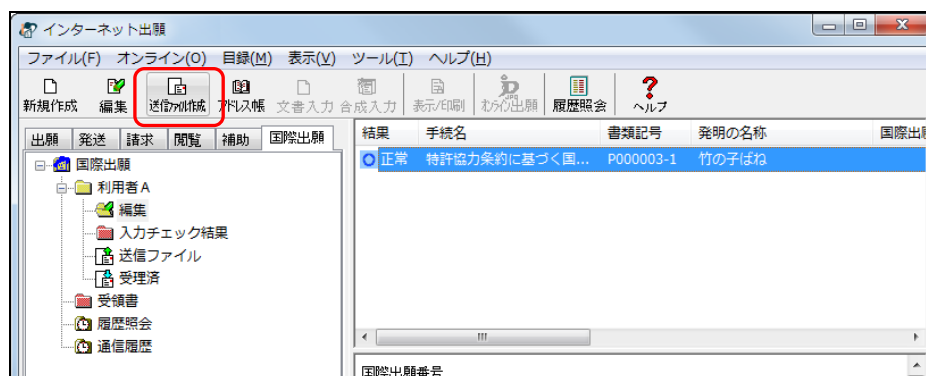 インターネット出願
ファイル(F) オンライン(O) 目録(M) 表示(V) ツール(T) ヘルプ(H)
新規作成 編集 送信ファイル作成 アドレス帳 文書入力 合成入力 表示/印刷 オンライン出願 履歴照会 ヘルプ
出願 発送 請求 閲覧 補助 国際出願
結果 手続名 書類記号 発明の名称 国際出願
正常 特許協力条約に基づく国... P000003-1 竹の子ばね
国際出願
利用者A
編集
入力チェック結果
送信ファイル
受理済
受領書
履歴照会
通信履歴
国際出願番号